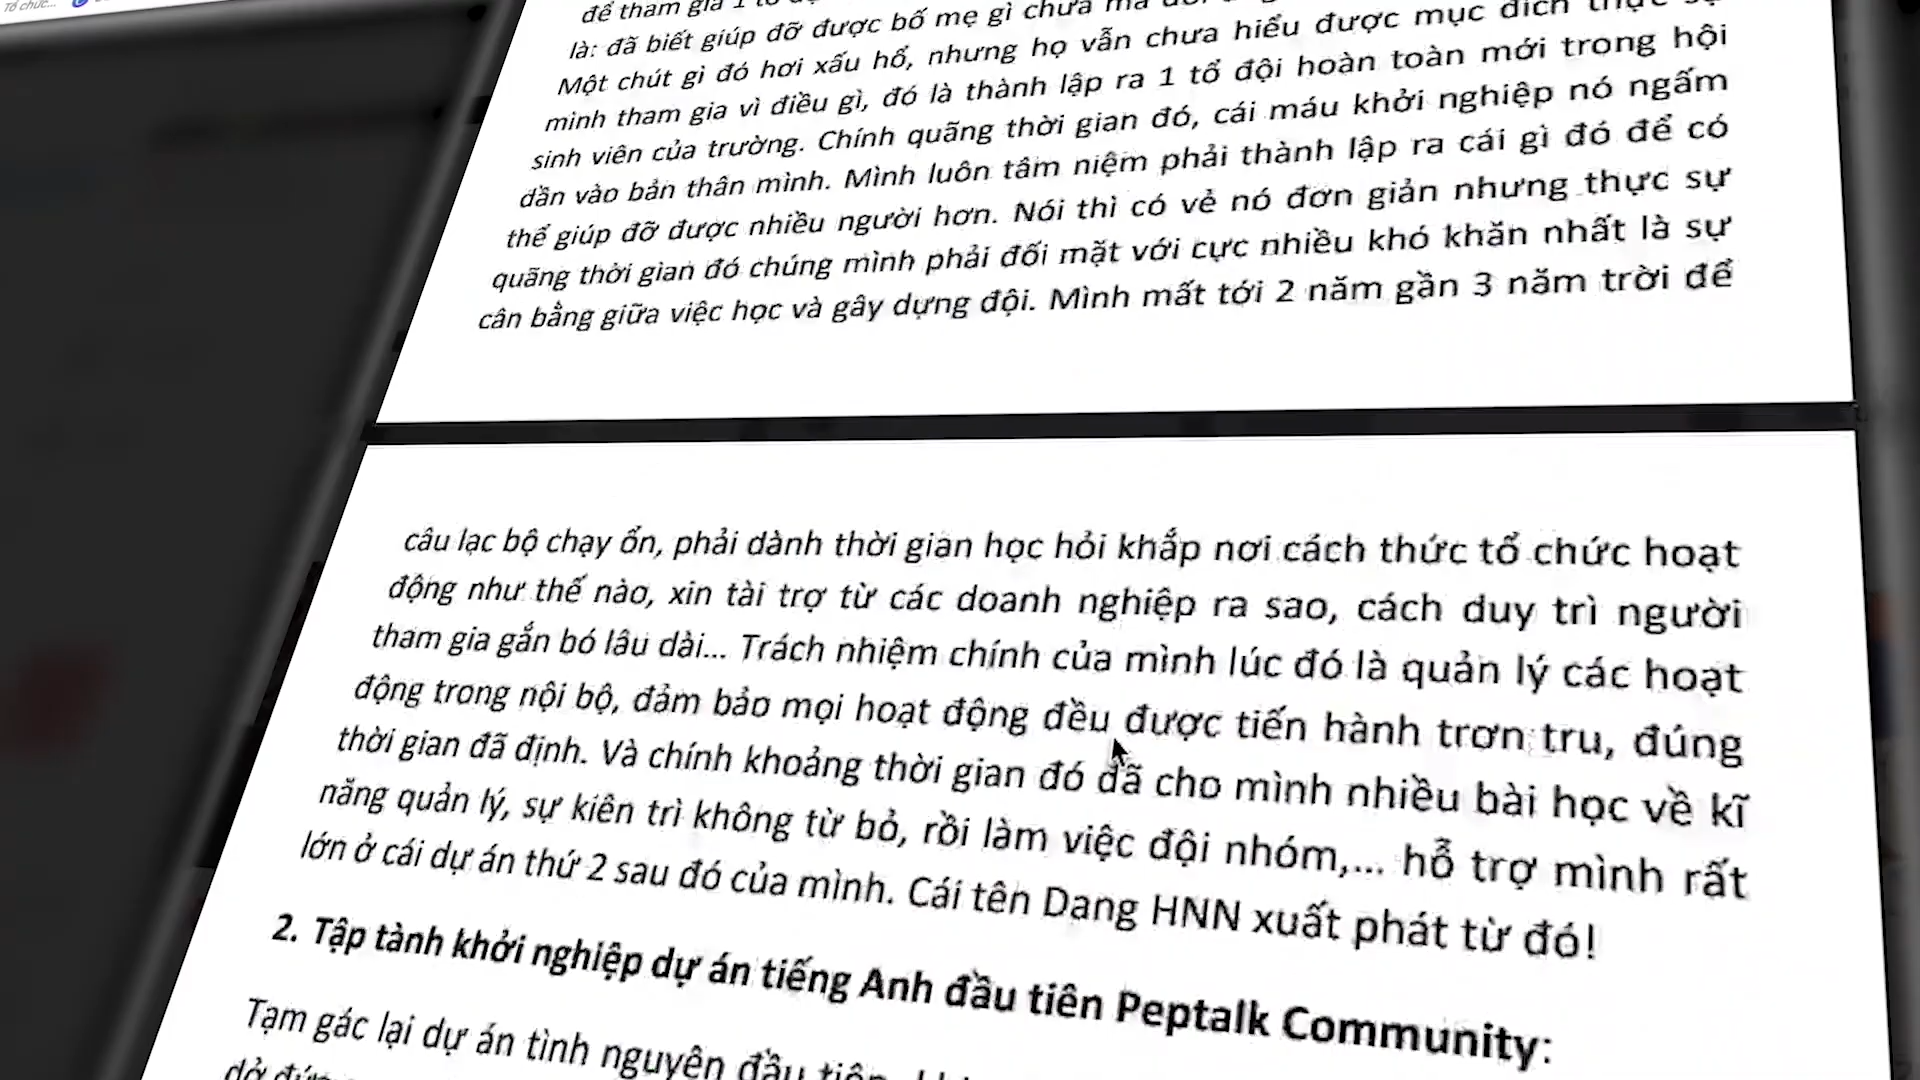 Tổ chức...
để tham gia 1
là: đã biết giúp đỡ được bố mẹ gì chưa
Một chút gì đó hơi xấu hổ, nhưng họ vẫn chưa hiểu được mục đích
mình tham gia vì điều gì, đó là thành lập ra 1 tổ đội hoàn toàn mới trong hội
sinh viên của trường. Chính quãng thời gian đó, cái máu khởi nghiệp nó ngấm
dần vào bản thân mình. Mình luôn tâm niệm phải thành lập ra cái gì đó để có
thể giúp đỡ được nhiều người hơn. Nói thì có vẻ nó đơn giản nhưng thực sự
quãng thời gian đó chúng mình phải đối mặt với cực nhiều khó khăn nhất là sự
cân bằng giữa việc học và gây dựng đội. Mình mất tới 2 năm gần 3 năm trời để
câu lạc bộ chạy ổn, phải dành thời gian học hỏi khắp nơi cách thức tổ chức hoạt
động như thế nào, xin tài trợ từ các doanh nghiệp ra sao, cách duy trì người
tham gia gắn bó lâu dài... Trách nhiệm chính của mình lúc đó là quản lý các hoạt
động trong nội bộ, đảm bảo mọi hoạt động đều được tiến hành trơn tru, đúng
thời gian đã định. Và chính khoảng thời gian đó đã cho mình nhiều bài học về kĩ
năng quản lý, sự kiên trì không từ bỏ, rồi làm việc đội nhóm,... hỗ trợ mình rất
lớn ở cái dự án thứ 2 sau đó của mình. Cái tên Dang HNN xuất phát từ đó!
2. Tập tành khởi nghiệp dự án tiếng Anh đầu tiên Peptalk Community:
Tạm gác lại dự án tình nguyện đầu tiên